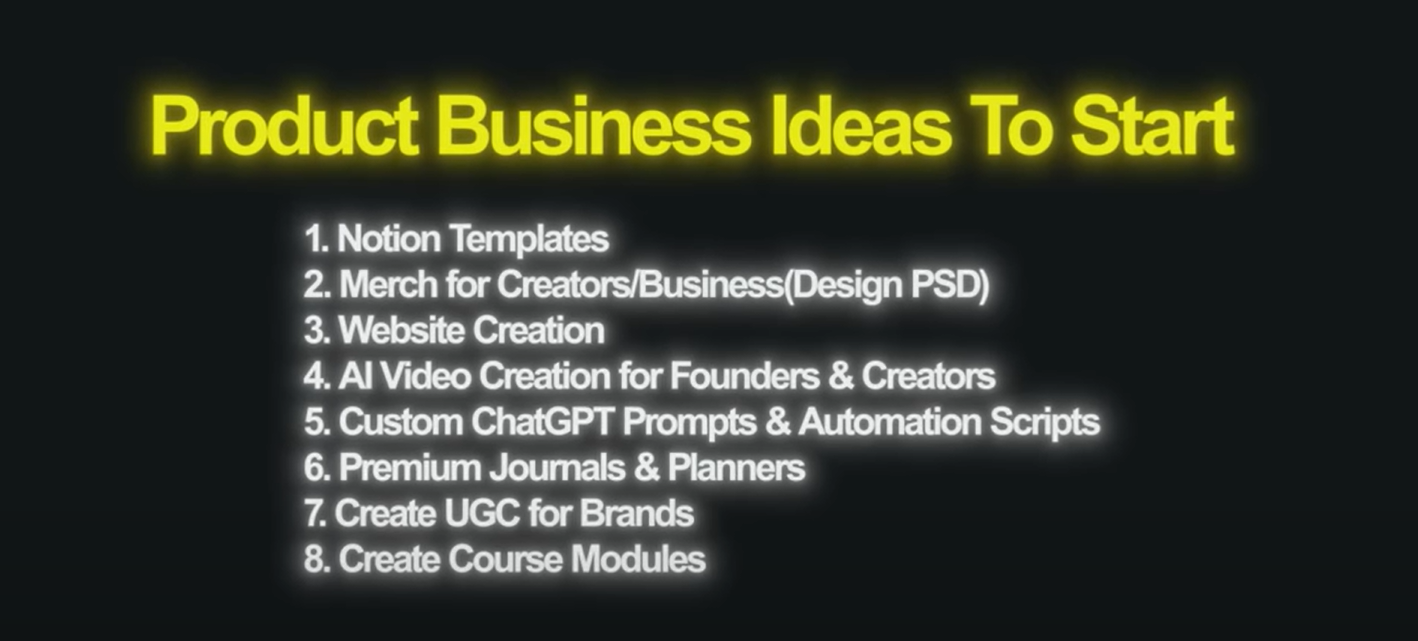 Product Business Ideas To Start
1. Notion Templates
2. Merch for Creators/Business(Design PSD)
3. Website Creation
4. AI Video Creation for Founders & Creators
5. Custom ChatGPT Prompts & Automation Scripts
6. Premium Journals & Planners
7. Create UGC for Brands
8. Create Course Modules